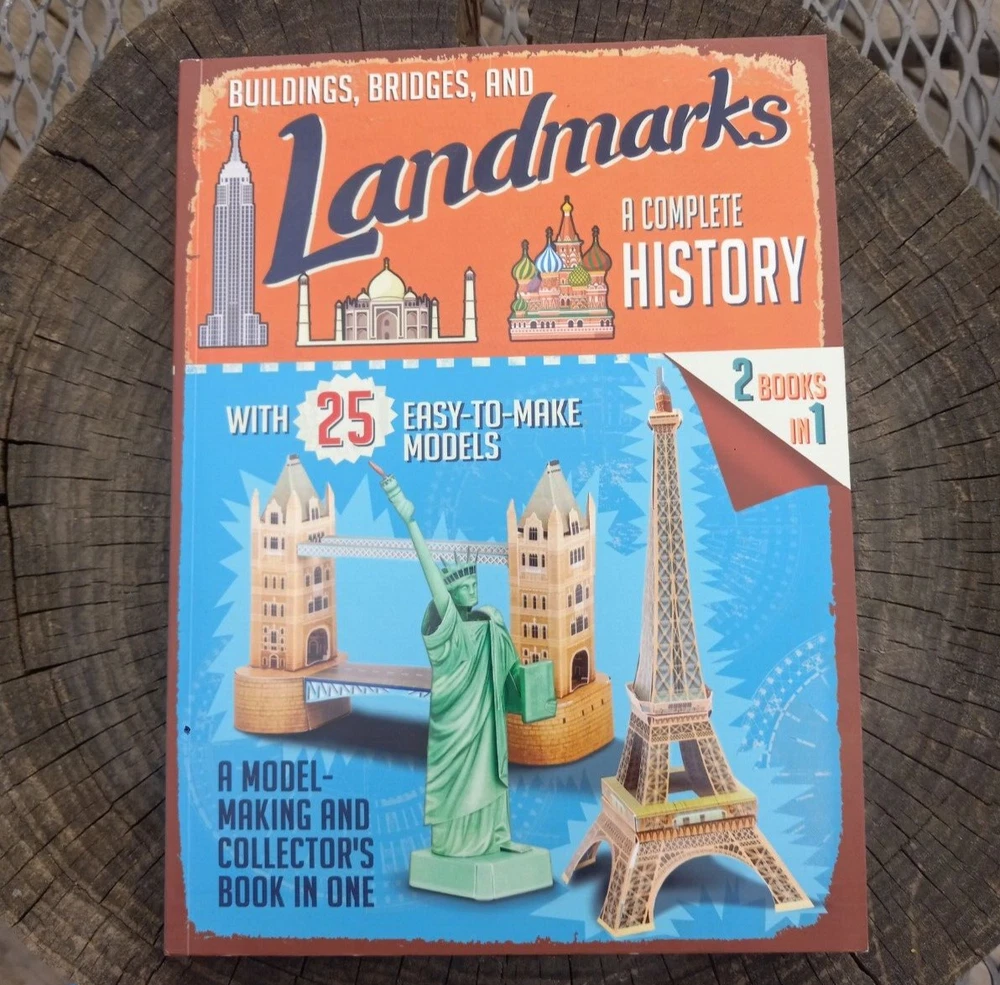 BUILDINGS, BRIDGES, AND
Landmarks
A COMPLETE
HISTORY
WITH 25 EASY-TO-MAKE
MODELS
2 BOOKS
IN 1
A MODEL-
MAKING AND
COLLECTOR'S
BOOK IN ONE